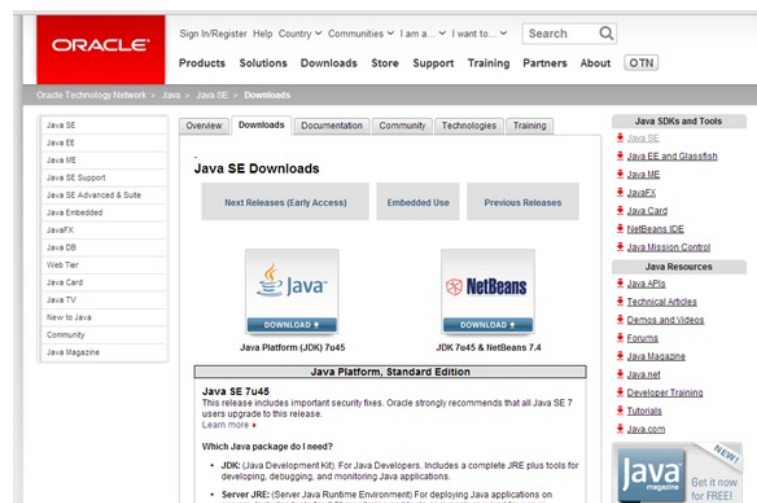 ORACLE
Sign In/Register Help Country Communities I am a... I want to... Search
Products Solutions Downloads Store Support Training Partners About OTN
Oracle Technology Network > Java > Java SE > Downloads
Java SE
Java EE
Java ME
Java SE Support
Java SE Advanced & Suite
Java Embedded
JavaFX
Java DB
Web Tier
Java Card
Java TV
New to Java
Community
Java Magazine
Overview Downloads Documentation Community Technologies Training
Java SE Downloads
Next Releases (Early Access) Embedded Use Previous Releases
Java NetBeans
DOWNLOAD DOWNLOAD
Java Platform (JDK) 7u45 JDK 7u45 & NetBeans 7.4
Java Platform, Standard Edition
Java SE 7u45
This release includes important security fixes. Oracle strongly recommends that all Java SE 7
users upgrade to this release.
Learn more
Which Java package do I need?
• JDK: (Java Development Kit). For Java Developers. Includes a complete JRE plus tools for
developing, debugging, and monitoring Java applications.
• Server JRE: (Server Java Runtime Environment) For deploying Java applications on
Java SDKs and Tools
Java SE
Java EE and Glassfish
Java ME
JavaFX
Java Card
NetBeans IDE
Java Mission Control
Java Resources
Java APIs
Technical Articles
Demos and Videos
Forums
Java Magazine
Java.net
Developer Training
Tutorials
Java.com
NEW!
Java
magazine
Get it now
for FREE!